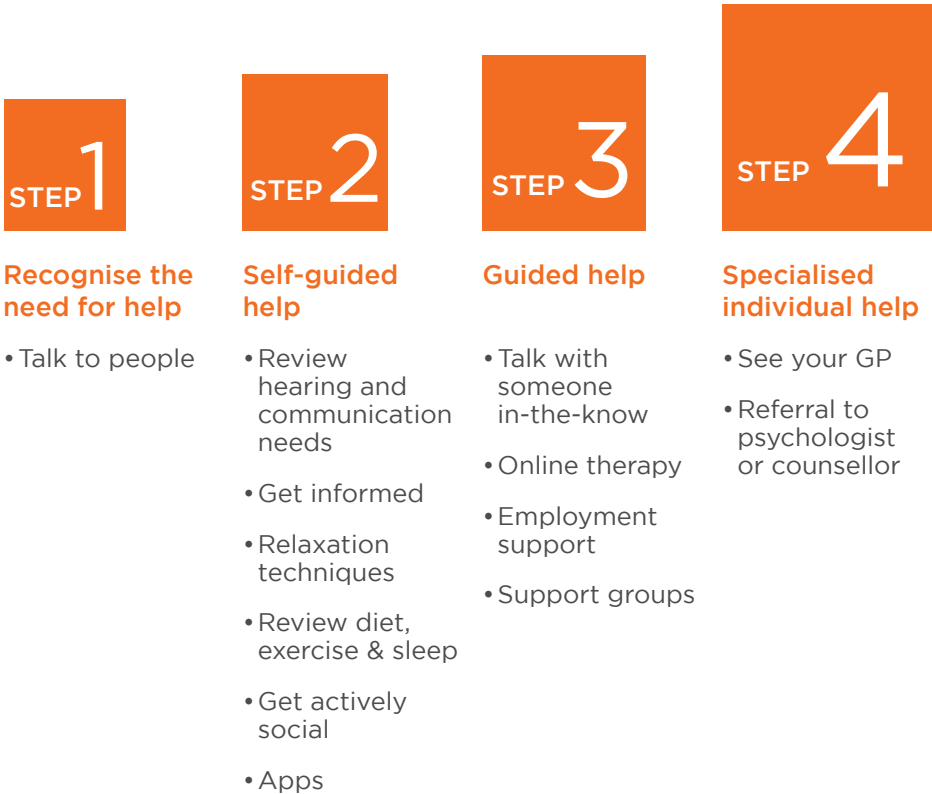 STEP 1
Recognise the
need for help
• Talk to people
STEP 2
Self-guided
help
• Review
hearing and
communication
needs
• Get informed
• Relaxation
techniques
• Review diet,
exercise & sleep
• Get actively
social
• Apps
STEP 3
Guided help
• Talk with
someone
in-the-know
• Online therapy
• Employment
support
• Support groups
STEP 4
Specialised
individual help
• See your GP
• Referral to
psychologist
or counsellor